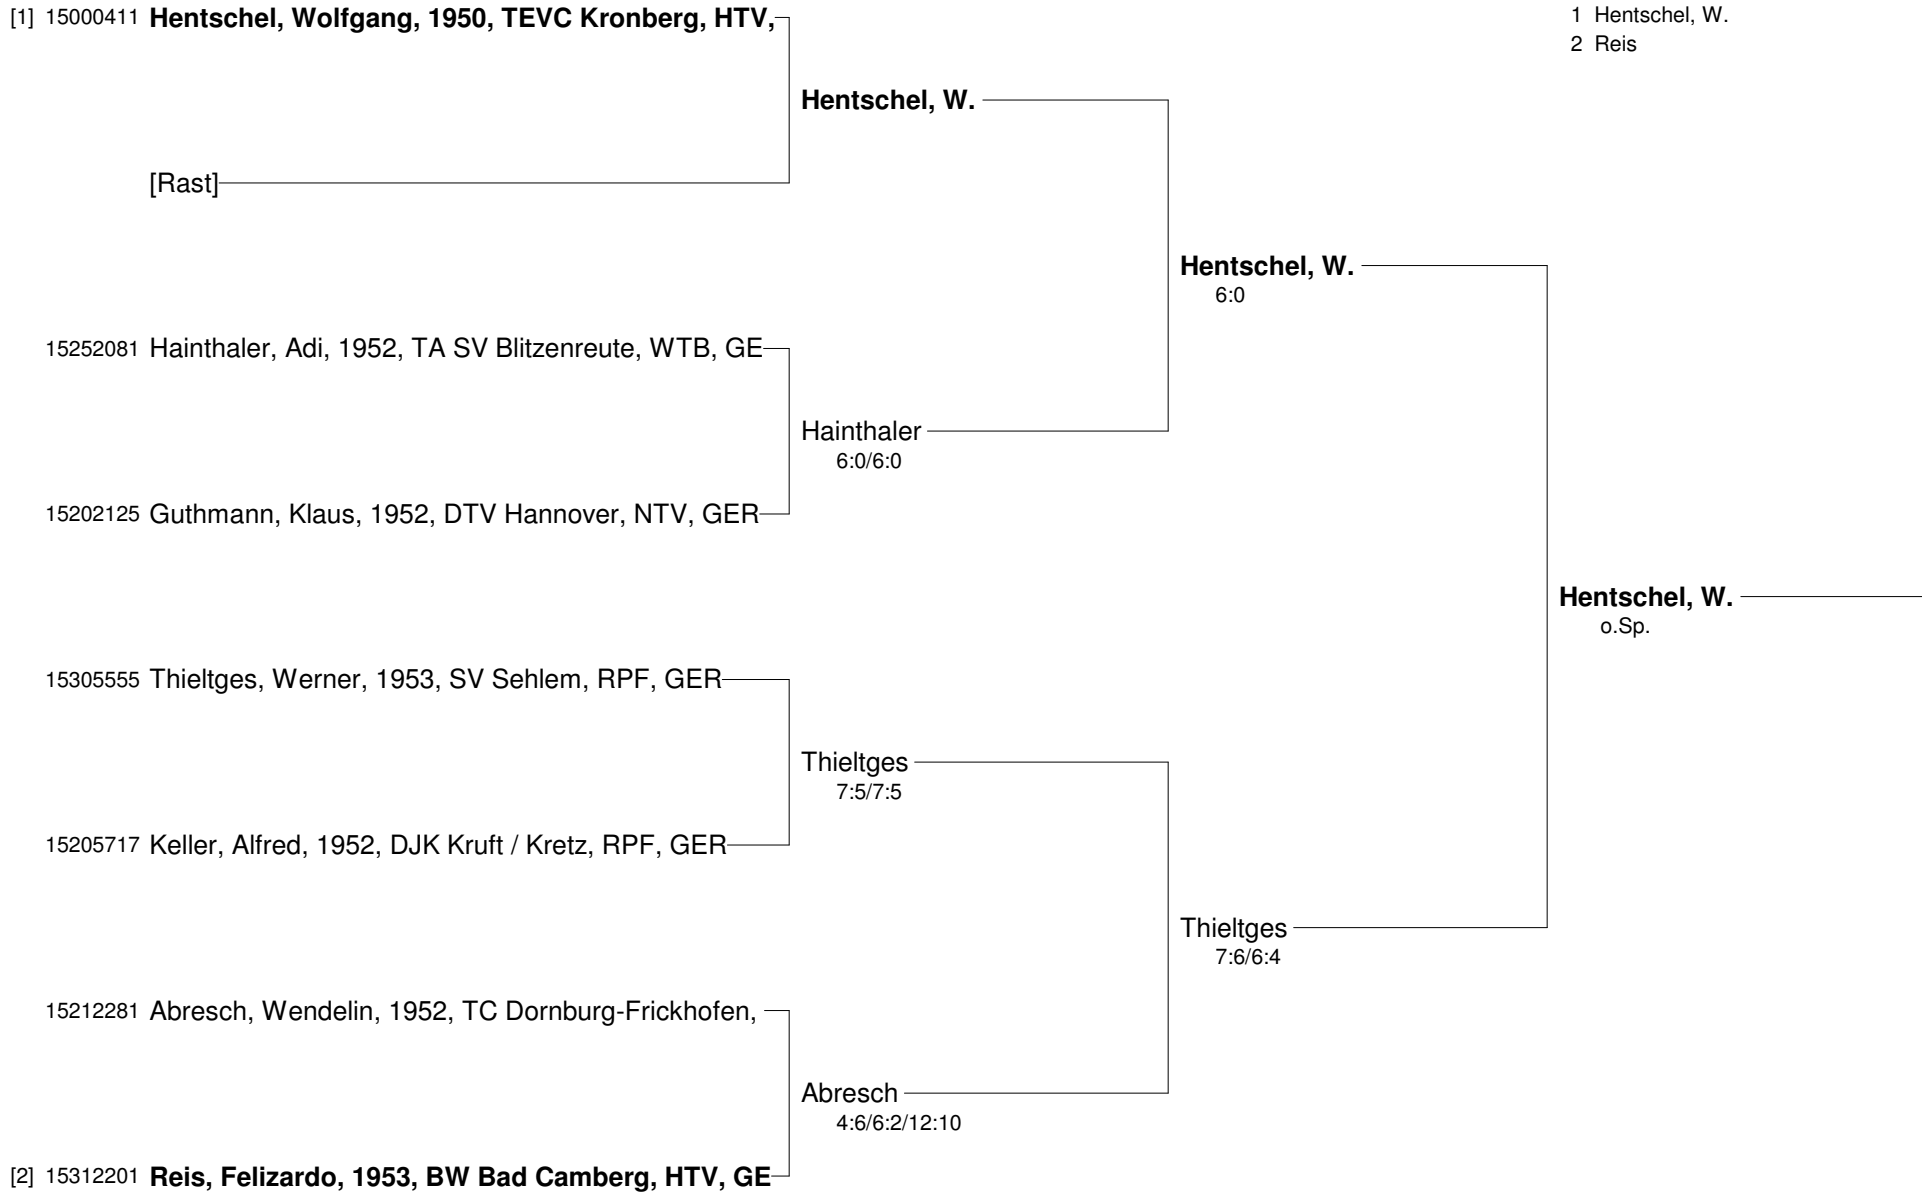 [1] 15000411 Hentschel, Wolfgang, 1950, TEVC Kronberg, HTV,
1 Hentschel, W.
2 Reis
Hentschel, W.
[Rast]
Hentschel, W.
6:0
15252081 Hainthaler, Adi, 1952, TA SV Blitzenreute, WTB, GE
Hainthaler
6:0/6:0
15202125 Guthmann, Klaus, 1952, DTV Hannover, NTV, GER
Hentschel, W.
o.Sp.
15305555 Thieltges, Werner, 1953, SV Sehlem, RPF, GER
Thieltges
7:5/7:5
15205717 Keller, Alfred, 1952, DJK Kruft / Kretz, RPF, GER
Thieltges
7:6/6:4
15212281 Abresch, Wendelin, 1952, TC Dornburg-Frickhofen,
Abresch
4:6/6:2/12:10
[2] 15312201 Reis, Felizardo, 1953, BW Bad Camberg, HTV, GE